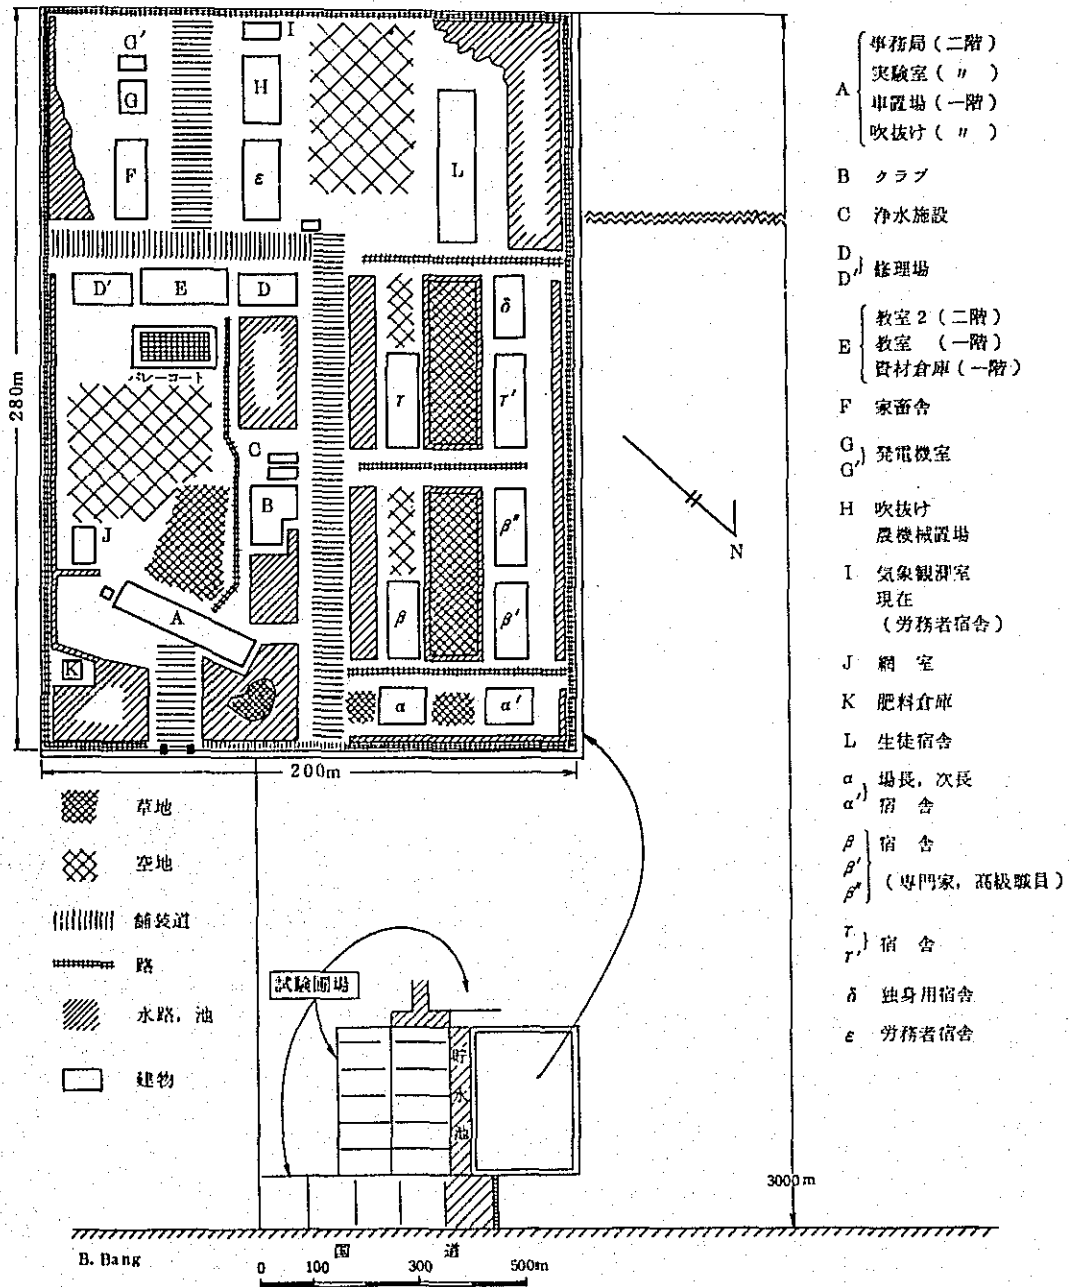 G'
G
F
I
H
ε
L
D'
E
D
バレーコート
C
B
J
A
K
δ
γ
γ'
β"
β
β'
α
α'
280m
200m
N
3000m
草地
空地
舗装道
路
水路，池
建物
試験圃場
貯水池
国道
B. Bang
0 100 300 500m
A
事務局（二階）
実験室（〃）
車置場（一階）
吹抜け（〃）
B クラブ
C 浄水施設
D
D'
修理場
E
教室2（二階）
教室 （一階）
資材倉庫（一階）
F 家畜舎
G
G'
発電機室
H 吹抜け
農機械置場
I 気象観測室
現在
（労務者宿舎）
J 網室
K 肥料倉庫
L 生徒宿舎
α 場長，次長
α' 宿舎
β 宿舎
β'
β"
（専門家，高級職員）
γ
γ'
宿舎
δ 独身用宿舎
ε 労務者宿舎